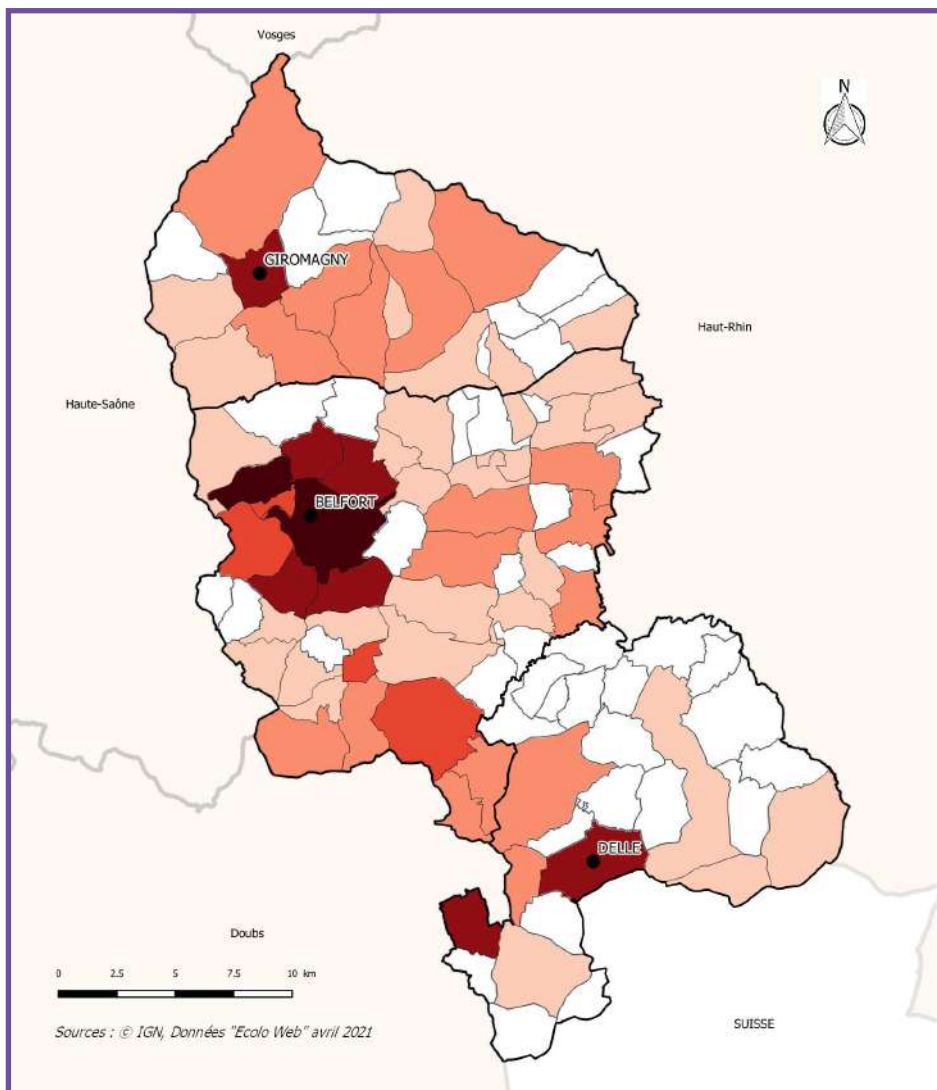 Vosges
N
GIROMAGNY
Haut-Rhin
Haute-Saône
BELFORT
DELLE
Doubs
0 2.5 5 7.5 10 km
SUISSE
Sources : © IGN, Données "Ecolo Web" avril 2021